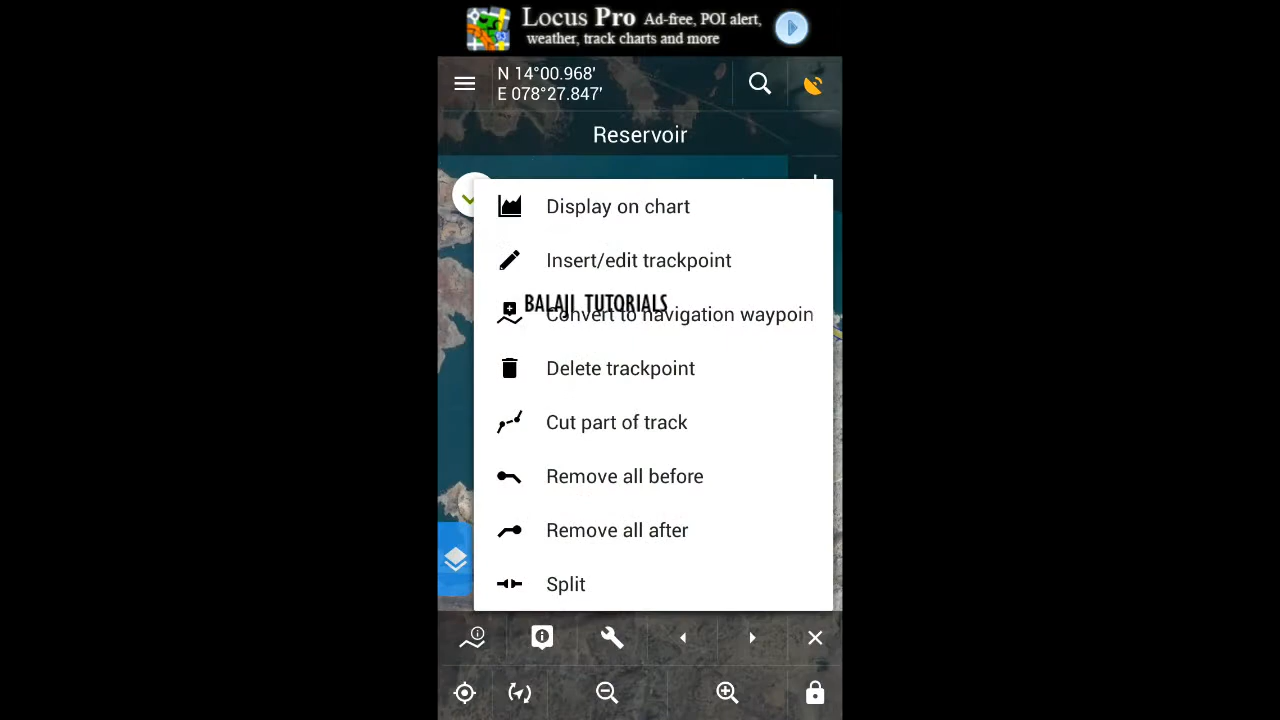 Locus Pro Ad-free, POI alert,
weather, track charts and more
N 14°00.968'
E 078°27.847'
Reservoir
Display on chart
Insert/edit trackpoint
BALAJI TUTORIALS
Convert to navigation waypoin
Delete trackpoint
Cut part of track
Remove all before
Remove all after
Split